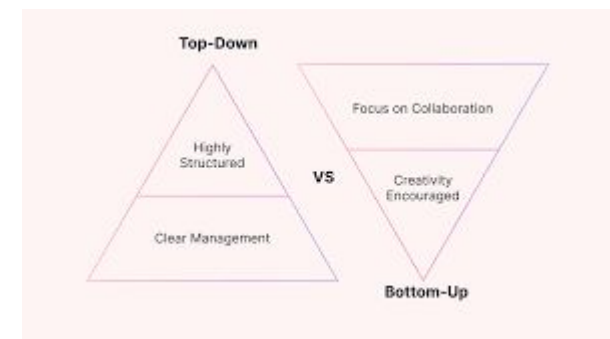 Top-Down
Highly
Structured
Clear Management
VS
Focus on Collaboration
Creativity
Encouraged
Bottom-Up